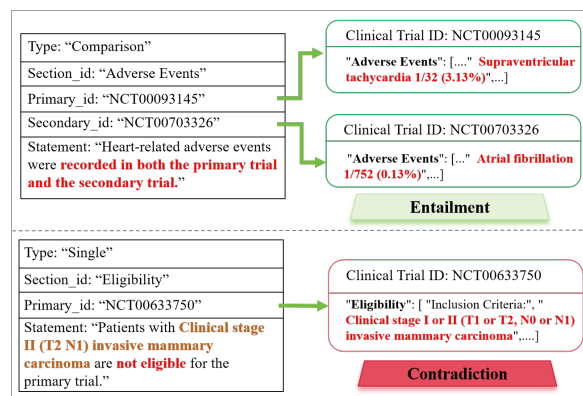 Type: “Comparison”
Section_id: “Adverse Events”
Primary_id: “NCT00093145”
Secondary_id: “NCT00703326”
Statement: “Heart-related adverse events
were recorded in both the primary trial
and the secondary trial.”
Clinical Trial ID: NCT00093145
"Adverse Events": [...." Supraventricular
tachycardia 1/32 (3.13%)",...]
Clinical Trial ID: NCT00703326
"Adverse Events": [..." Atrial fibrillation
1/752 (0.13%)",...]
Entailment
Type: “Single”
Section_id: “Eligibility”
Primary_id: “NCT00633750”
Statement: “Patients with Clinical stage
II (T2 N1) invasive mammary
carcinoma are not eligible for the
primary trial.”
Clinical Trial ID: NCT00633750
"Eligibility": [ "Inclusion Criteria:", "
Clinical stage I or II (T1 or T2, N0 or N1)
invasive mammary carcinoma",....]
Contradiction